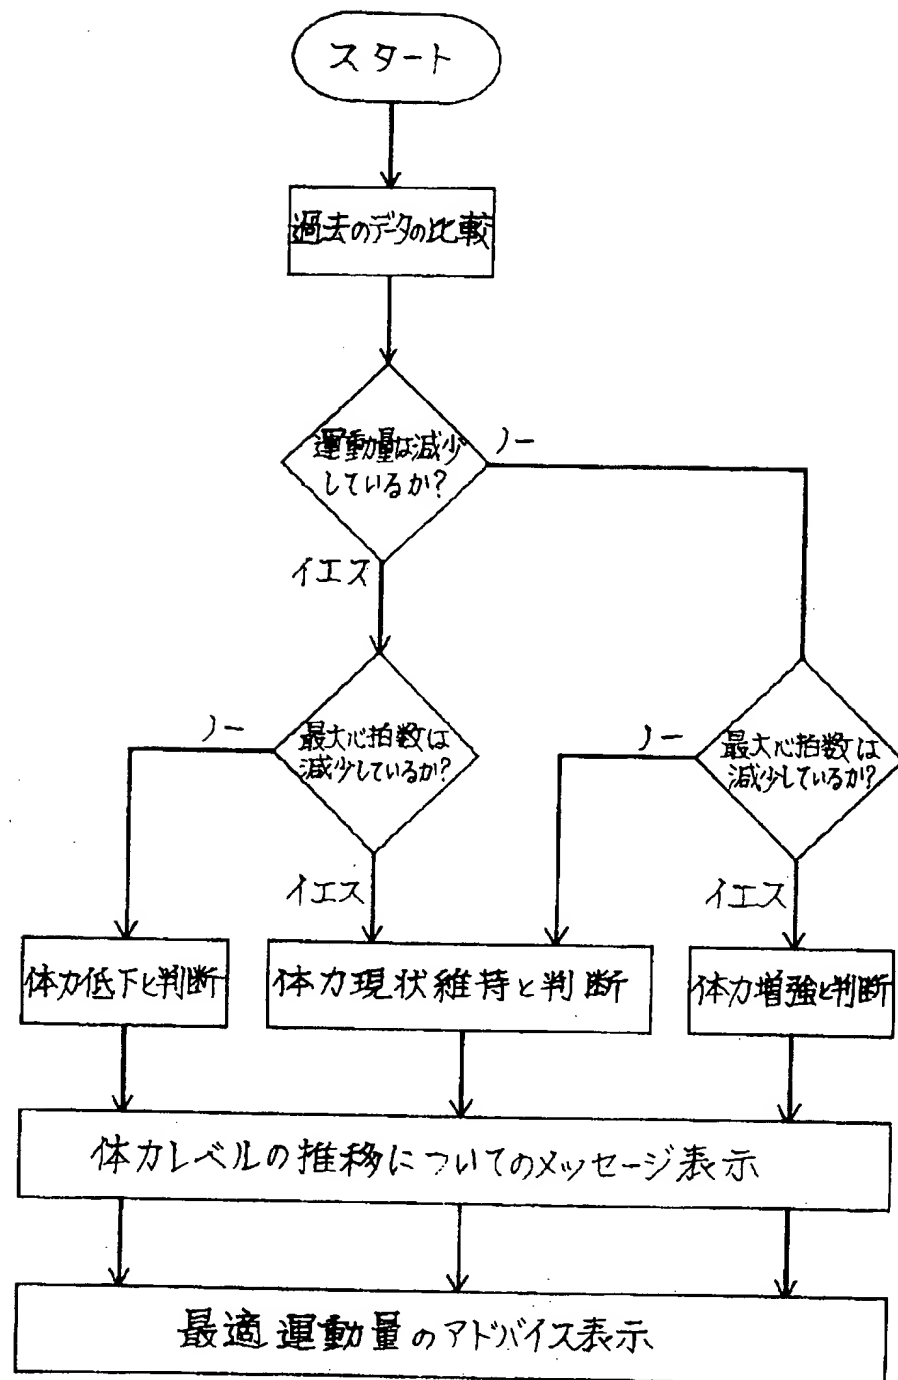 スタート
過去のデータの比較
運動量は減少
しているか?
ノー
イエス
最大心拍数は
減少しているか?
ノー
イエス
最大心拍数は
減少しているか?
ノー
イエス
体力低下と判断
体力現状維持と判断
体力増強と判断
体力レベルの推移についてのメッセージ表示
最適運動量のアドバイス表示